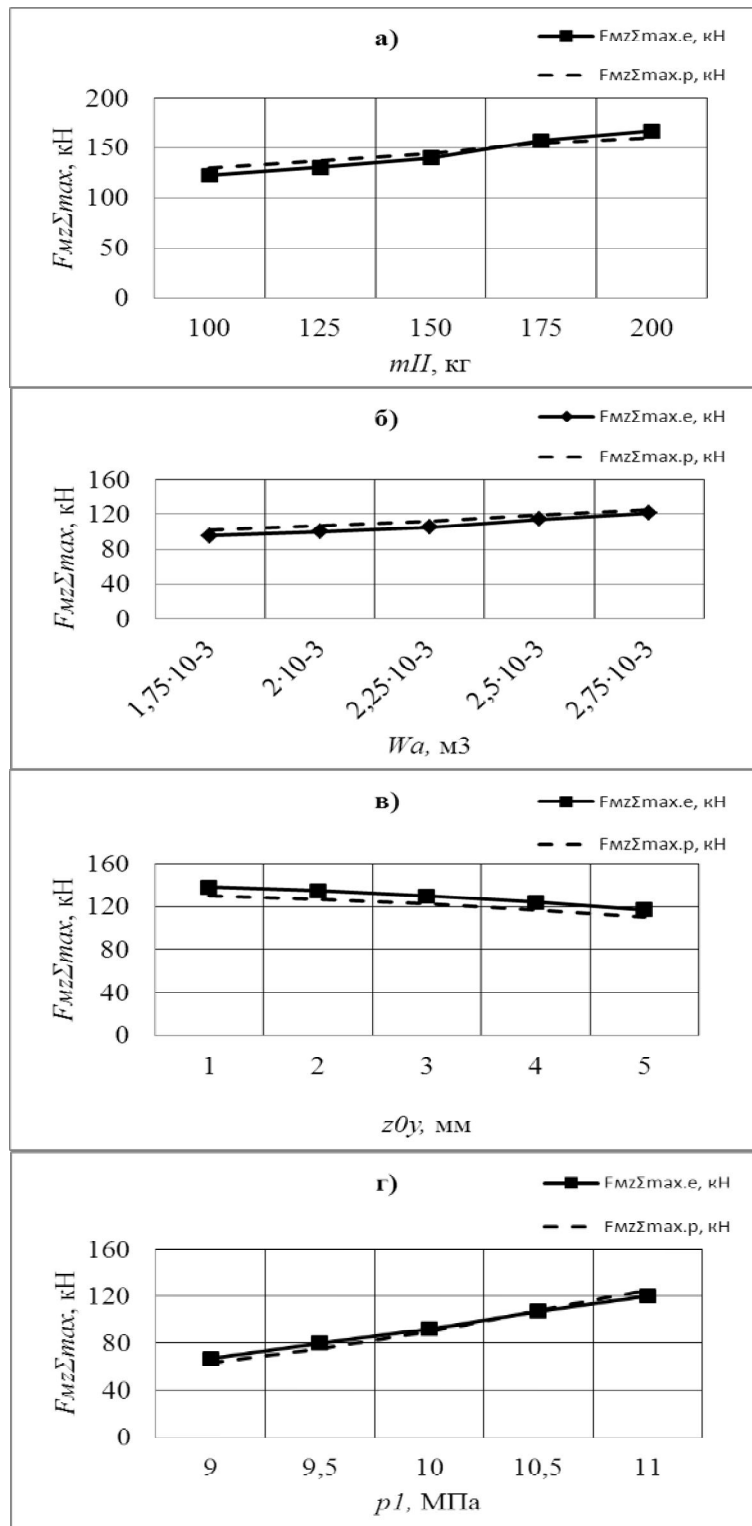 а)
FмzΣmax.e, кН
FмzΣmax.p, кН
FмzΣmax, кН
200
150
100
50
0
100 125 150 175 200
mII, кг
б)
FмzΣmax.e, кН
FмzΣmax.p, кН
FмzΣmax, кН
160
120
80
40
0
1,75·10-3 2·10-3 2,25·10-3 2,5·10-3 2,75·10-3
Wa, м3
в)
FмzΣmax.e, кН
FмzΣmax.p, кН
FмzΣmax, кН
160
120
80
40
0
1 2 3 4 5
z0y, мм
г)
FмzΣmax.e, кН
FмzΣmax.p, кН
FмzΣmax, кН
160
120
80
40
0
9 9,5 10 10,5 11
p1, МПа